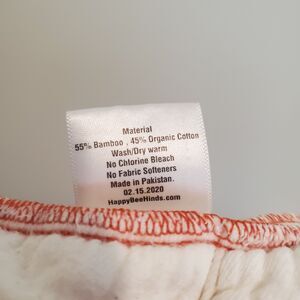 Material
55% Bamboo , 45% Organic Cotton
Wash/Dry warm
No Chlorine Bleach
No Fabric Softeners
Made in Pakistan.
02.15.2020
HappyBeeHinds.com